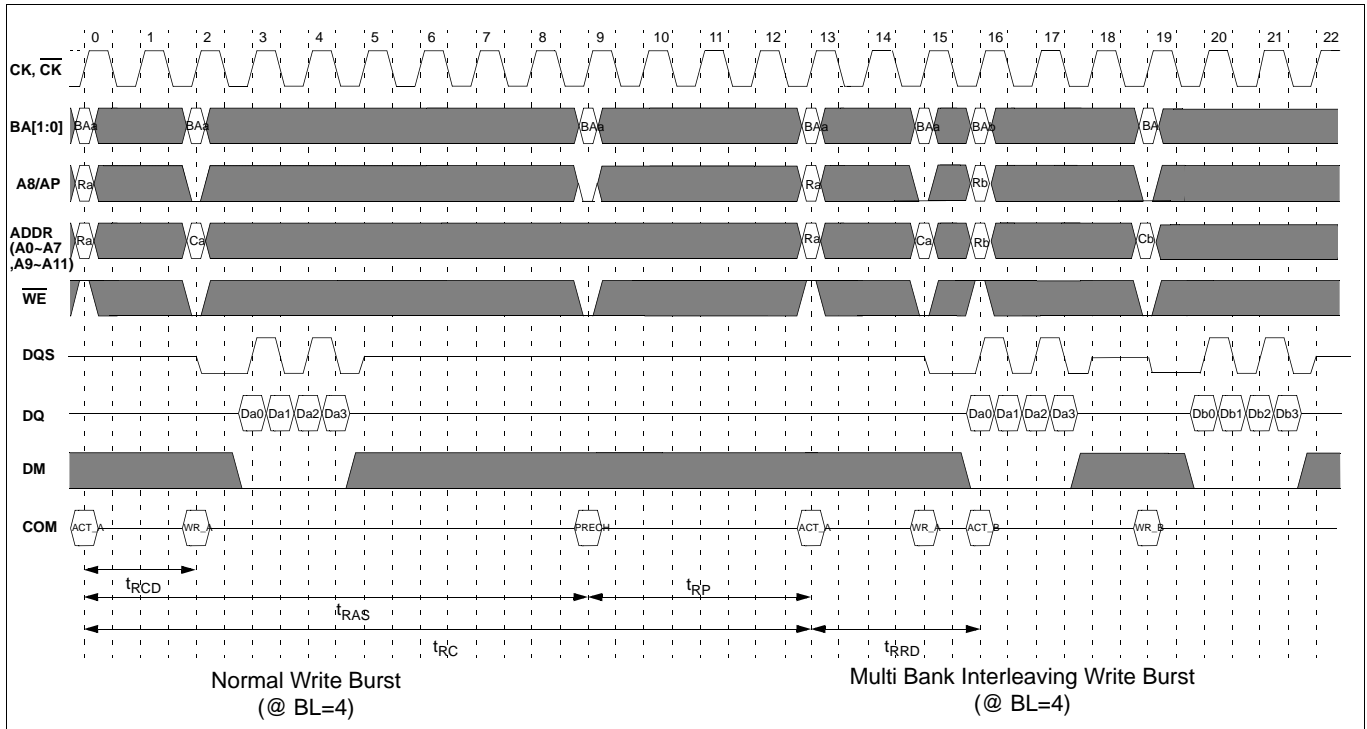 0 1 2 3 4 5 6 7 8 9 10 11 12 13 14 15 16 17 18 19 20 21 22
CK, CK
BA[1:0] BAa BAa BAa BAa BAa BAb BA
A8/AP Ra Ra Rb
ADDR
(A0~A7
,A9~A11)
Ra Ca Ra Ca Rb Cb
WE
DQS
DQ Da0 Da1 Da2 Da3 Da0 Da1 Da2 Da3 Db0 Db1 Db2 Db3
DM
COM ACT_A WR_A PRECH ACT_A WR_A ACT_B WR_B
tRCD
tRAS tRP
tRC tRRD
Normal Write Burst
(@ BL=4)
Multi Bank Interleaving Write Burst
(@ BL=4)